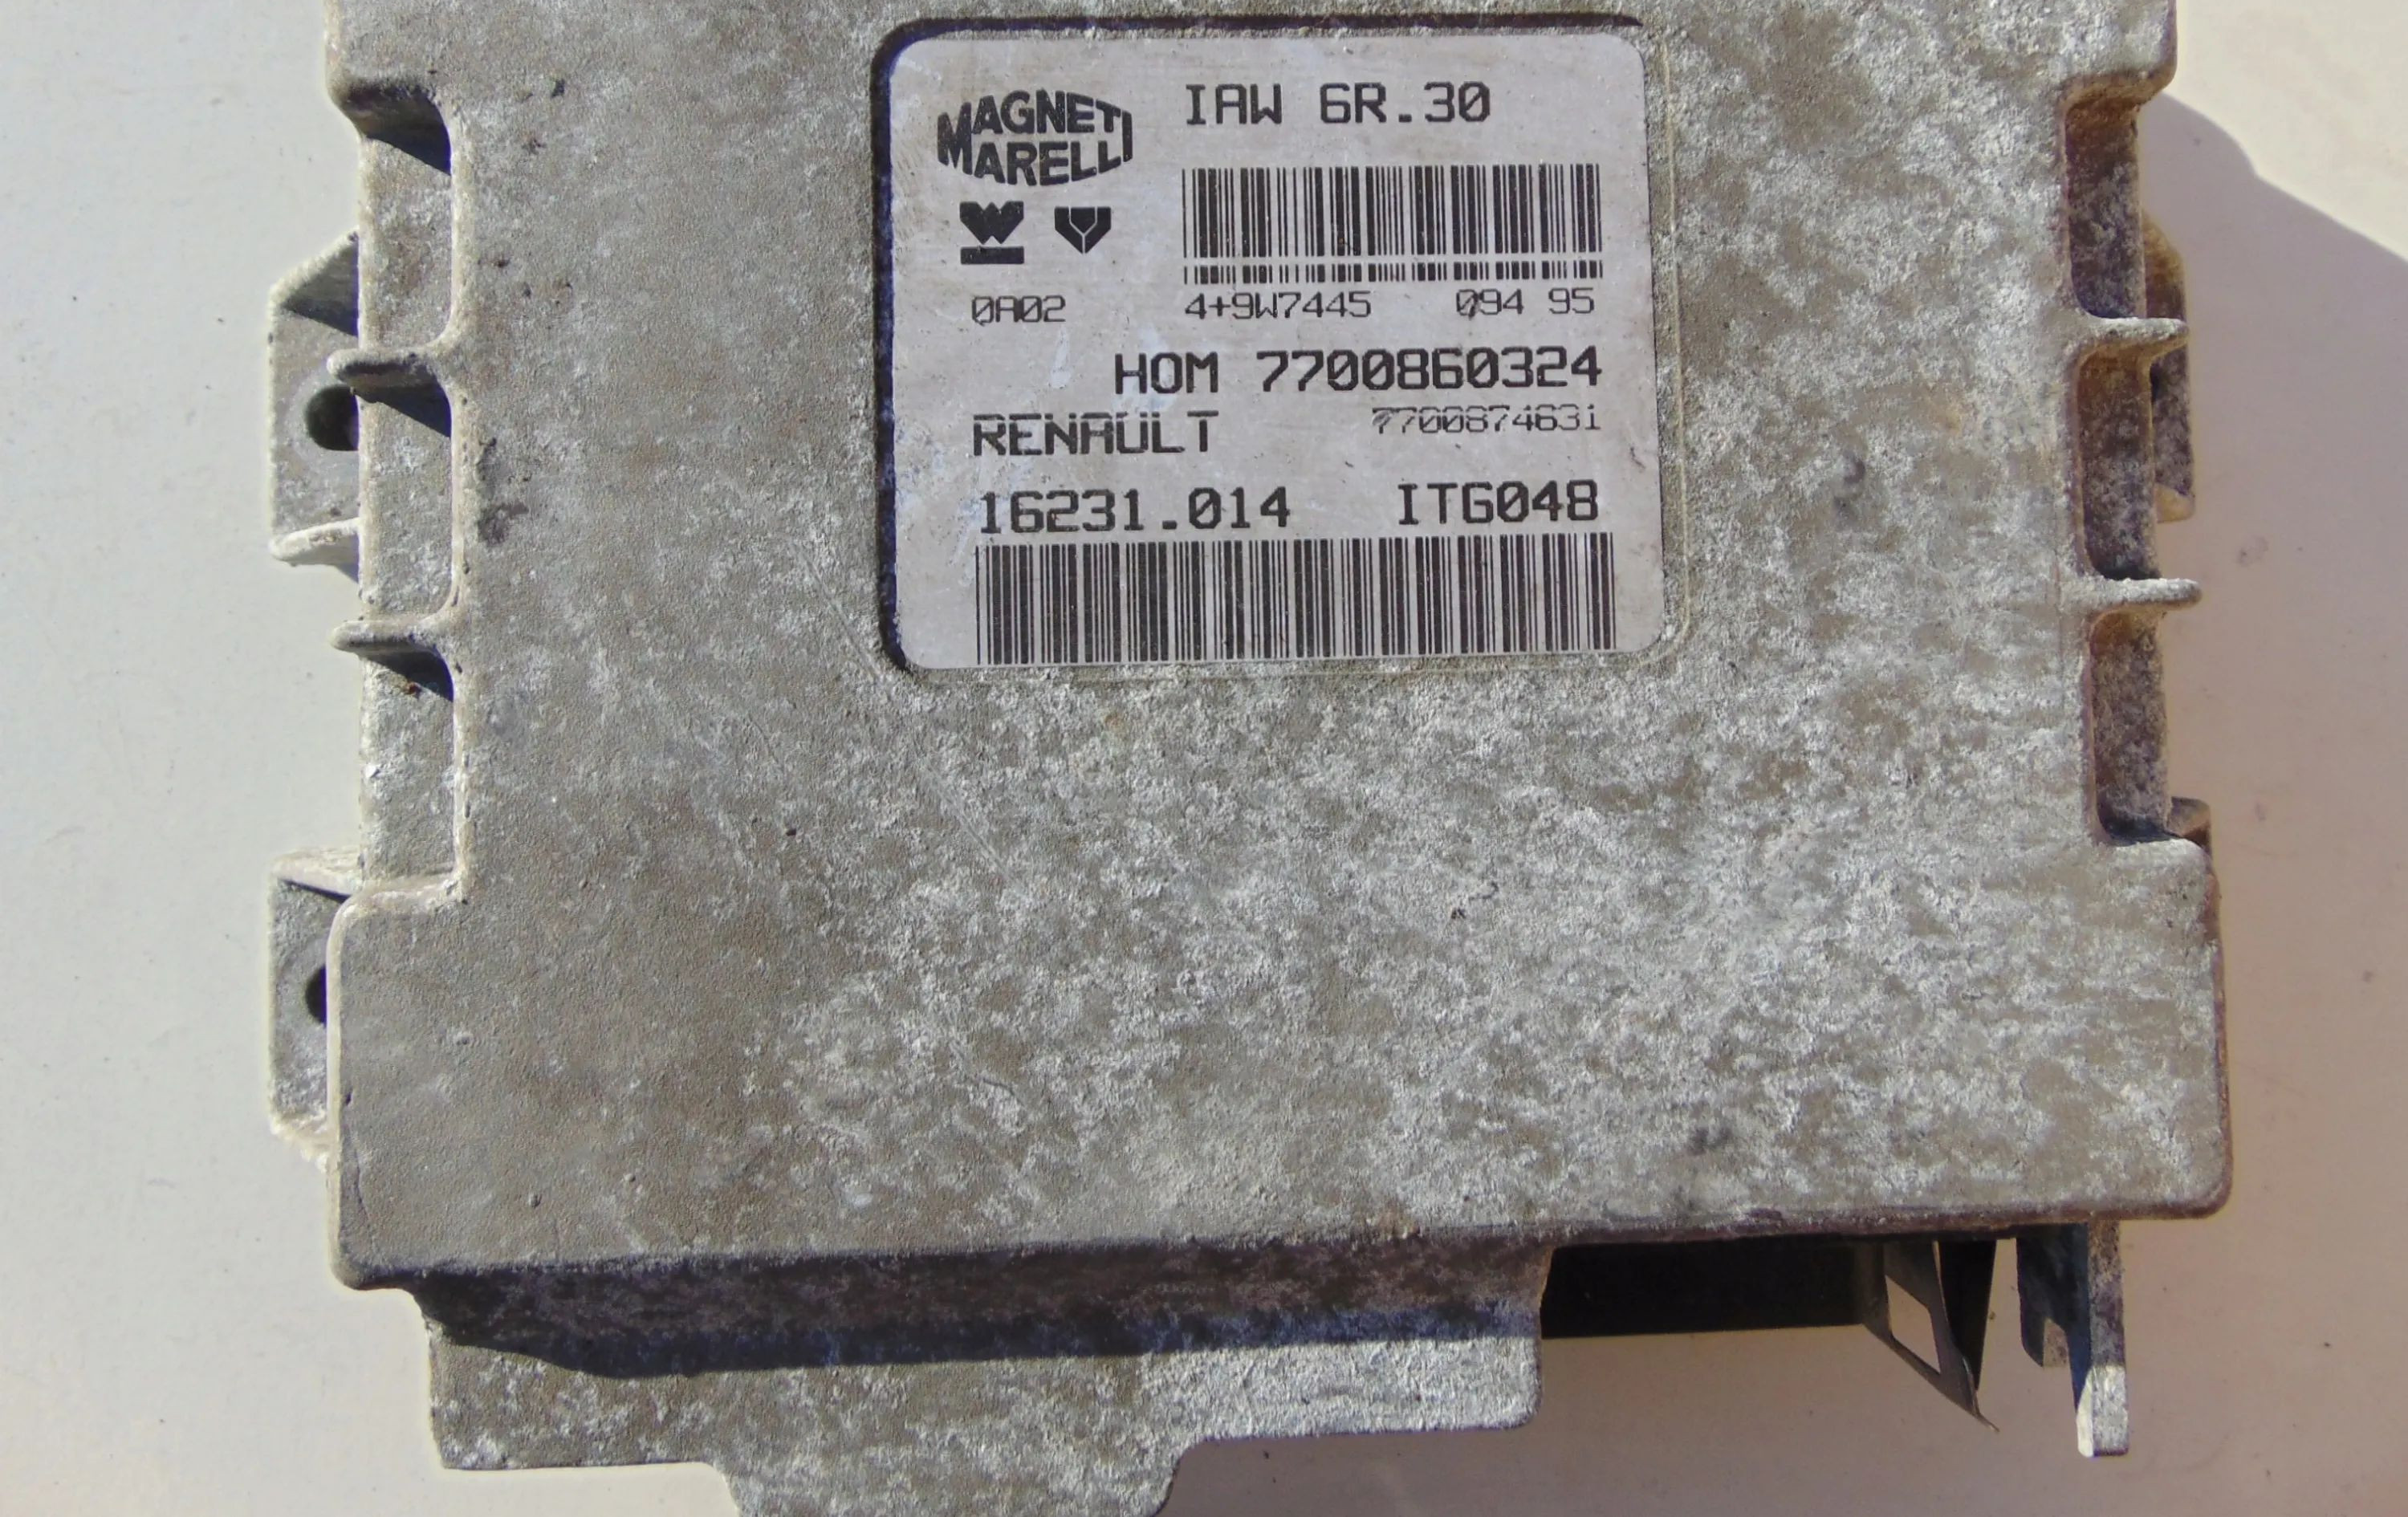 MAGNETI
MARELLI
IAW 6R.30
0A02
4+9W7445 094 95
HOM 7700860324
RENAULT 7700874631
16231.014 ITG048